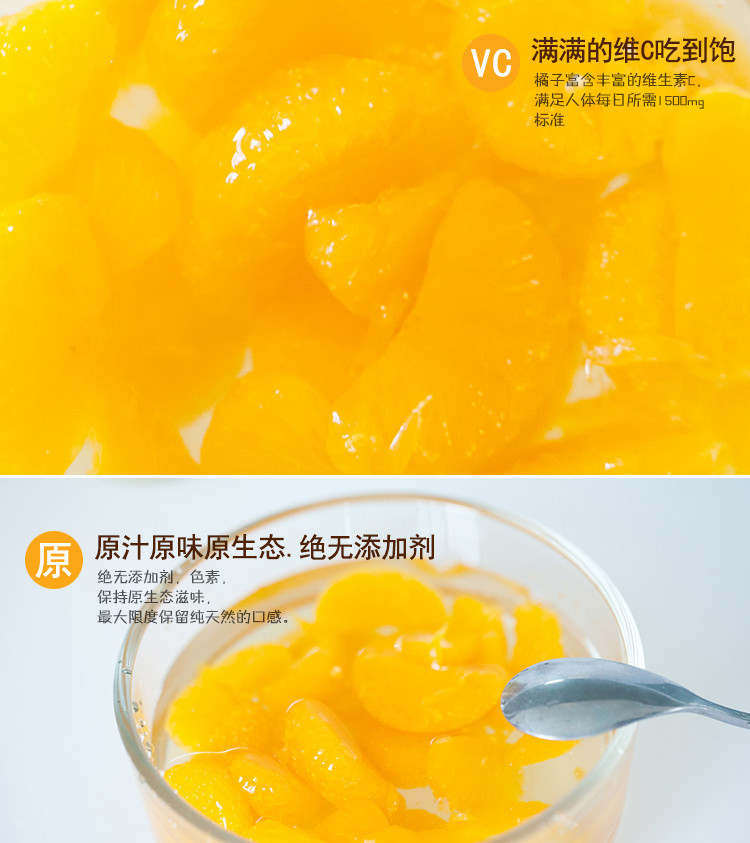 VC
满满的维C吃到饱
橘子富含丰富的维生素C，
满足人体每日所需1500mg
标准
原
原汁原味原生态.绝无添加剂
绝无添加剂，色素，
保持原生态滋味，
最大限度保留纯天然的口感。